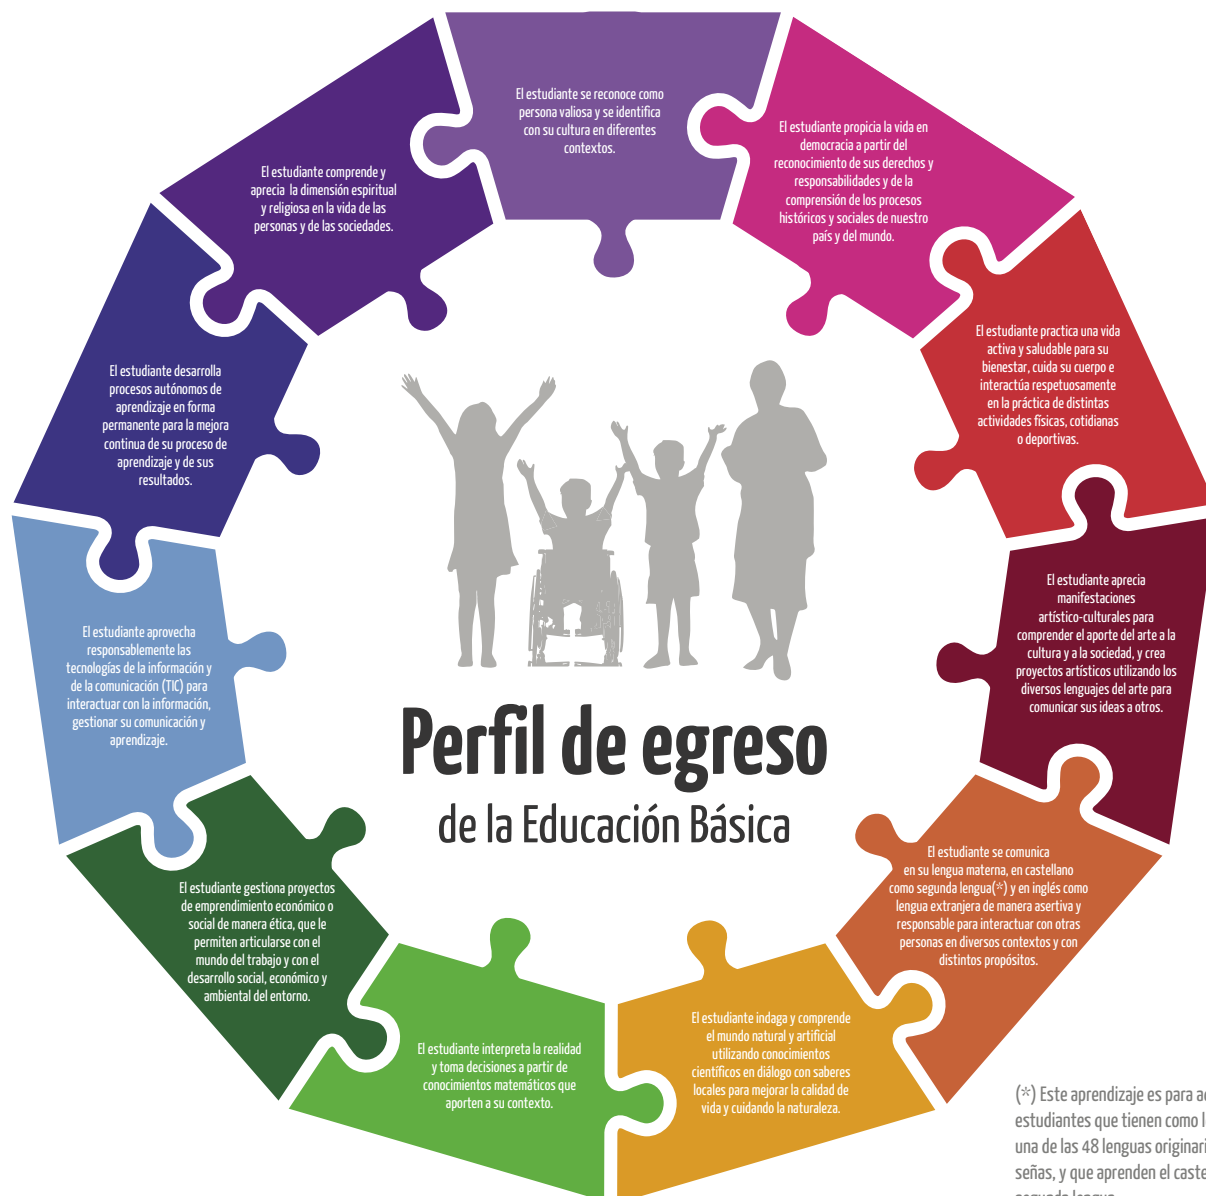 El estudiante se reconoce como
persona valiosa y se identifica
con su cultura en diferentes
contextos.
El estudiante propicia la vida en
democracia a partir del
reconocimiento de sus derechos y
responsabilidades y de la
comprensión de los procesos
históricos y sociales de nuestro
país y del mundo.
El estudiante practica una vida
activa y saludable para su
bienestar, cuida su cuerpo e
interactúa respetuosamente
en la práctica de distintas
actividades físicas, cotidianas
o deportivas.
El estudiante aprecia
manifestaciones
artístico-culturales para
comprender el aporte del arte a la
cultura y a la sociedad, y crea
proyectos artísticos utilizando los
diversos lenguajes del arte para
comunicar sus ideas a otros.
El estudiante se comunica
en su lengua materna, en castellano
como segunda lengua(*) y en inglés como
lengua extranjera de manera asertiva y
responsable para interactuar con otras
personas en diversos contextos y con
distintos propósitos.
El estudiante indaga y comprende
el mundo natural y artificial
utilizando conocimientos
científicos en diálogo con saberes
locales para mejorar la calidad de
vida y cuidando la naturaleza.
El estudiante interpreta la realidad
y toma decisiones a partir de
conocimientos matemáticos que
aporten a su contexto.
El estudiante gestiona proyectos
de emprendimiento económico o
social de manera ética, que le
permiten articularse con el
mundo del trabajo y con el
desarrollo social, económico y
ambiental del entorno.
El estudiante aprovecha
responsablemente las
tecnologías de la información y
de la comunicación (TIC) para
interactuar con la información,
gestionar su comunicación y
aprendizaje.
El estudiante desarrolla
procesos autónomos de
aprendizaje en forma
permanente para la mejora
continua de su proceso de
aprendizaje y de sus
resultados.
El estudiante comprende y
aprecia la dimensión espiritual
y religiosa en la vida de las
personas y de las sociedades.
Perfil de egreso
de la Educación Básica
(*) Este aprendizaje es para
estudiantes que tienen como
una de las 48 lenguas
señas, y que aprenden el